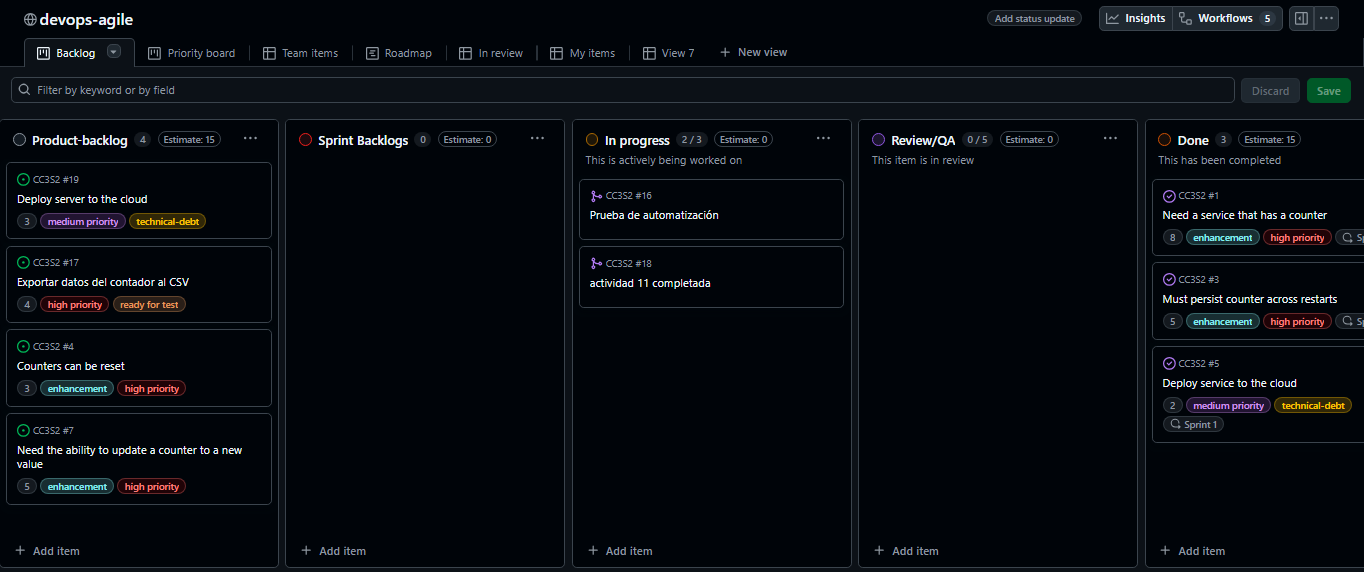 devops-agile
Add status update
Insights
Workflows 5
Backlog
Priority board
Team items
Roadmap
In review
My items
View 7
New view
Filter by keyword or by field
Discard
Save
Product-backlog 4 Estimate: 15
CC3S2 #19
Deploy server to the cloud
3 medium priority technical-debt
CC3S2 #17
Exportar datos del contador al CSV
4 high priority ready for test
CC3S2 #4
Counters can be reset
3 enhancement high priority
CC3S2 #7
Need the ability to update a counter to a new
value
5 enhancement high priority
Add item
Sprint Backlogs 0 Estimate: 0
Add item
In progress 2 / 3 Estimate: 0
This is actively being worked on
CC3S2 #16
Prueba de automatización
CC3S2 #18
actividad 11 completada
Add item
Review/QA 0 / 5 Estimate: 0
This item is in review
Add item
Done 3 Estimate: 15
This has been completed
CC3S2 #1
Need a service that has a counter
8 enhancement high priority Sp
CC3S2 #3
Must persist counter across restarts
5 enhancement high priority Sp
CC3S2 #5
Deploy service to the cloud
2 medium priority technical-debt
Sprint 1
Add item